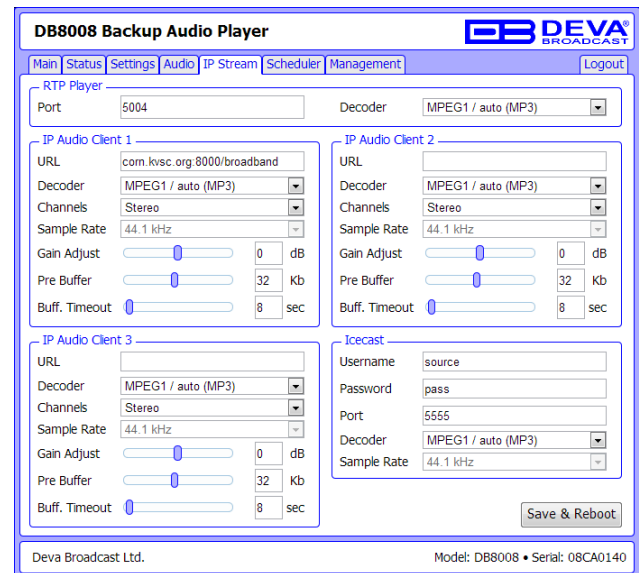 DB8008 Backup Audio Player
DEVA
BROADCAST
Main Status Settings Audio IP Stream Scheduler Management Logout
RTP Player
Port 5004 Decoder MPEG1 / auto (MP3)
IP Audio Client 1
URL corn.kvsc.org:8000/broadband
Decoder MPEG1 / auto (MP3)
Channels Stereo
Sample Rate 44.1 kHz
Gain Adjust 0 dB
Pre Buffer 32 Kb
Buff. Timeout 8 sec
IP Audio Client 2
URL
Decoder MPEG1 / auto (MP3)
Channels Stereo
Sample Rate 44.1 kHz
Gain Adjust 0 dB
Pre Buffer 32 Kb
Buff. Timeout 8 sec
IP Audio Client 3
URL
Decoder MPEG1 / auto (MP3)
Channels Stereo
Sample Rate 44.1 kHz
Gain Adjust 0 dB
Pre Buffer 32 Kb
Buff. Timeout 8 sec
Icecast
Username source
Password pass
Port 5555
Decoder MPEG1 / auto (MP3)
Sample Rate 44.1 kHz
Save & Reboot
Deva Broadcast Ltd. Model: DB8008 • Serial: 08CA0140